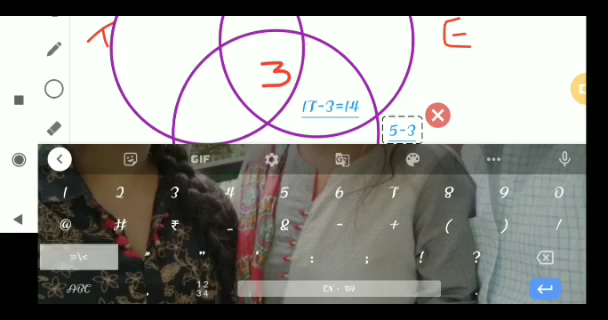 T E
3
17-3=14
5-3
GIF
1 2 3 4 5 6 7 8 9 0
@ # ₹ _ & - + ( ) /
=\< * " ' : ; ! ?
ABC , 12 34 EN • HI .